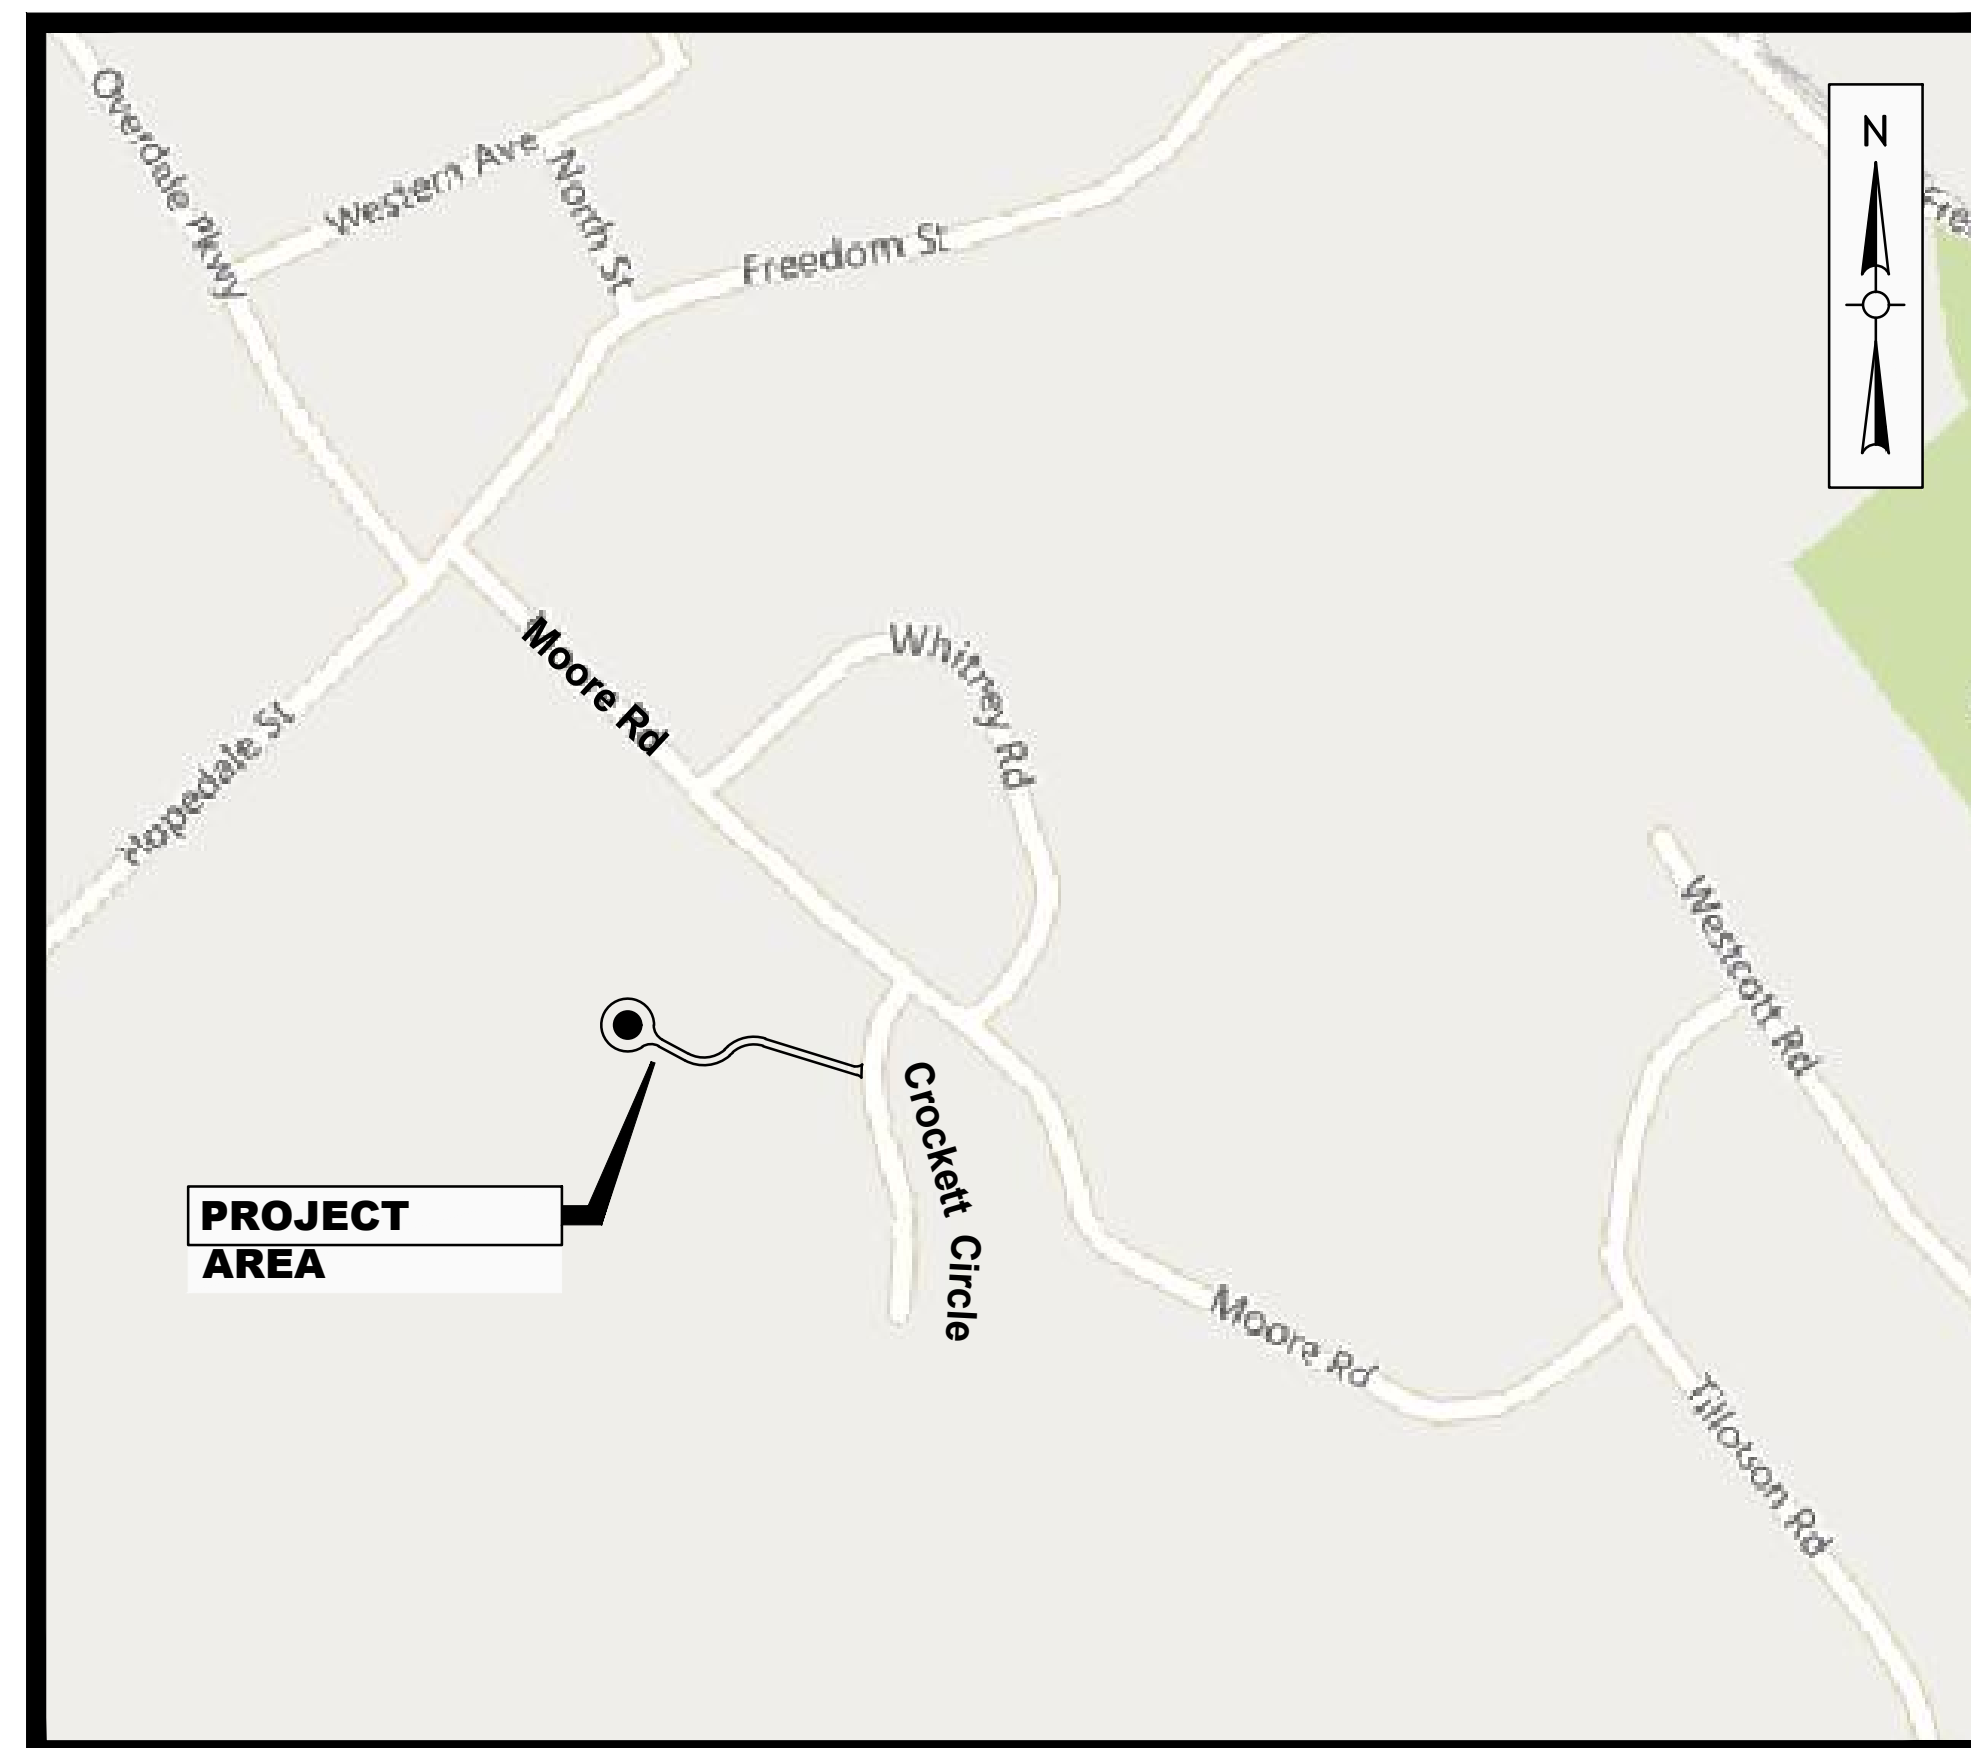 Overdale Pkwy
Western Ave
North St
Freedom St
N
Moore Rd
Whitney Rd
Hopedale St
Westcott Rd
Crockett Circle
PROJECT
AREA
Moore Rd
Tillotson Rd